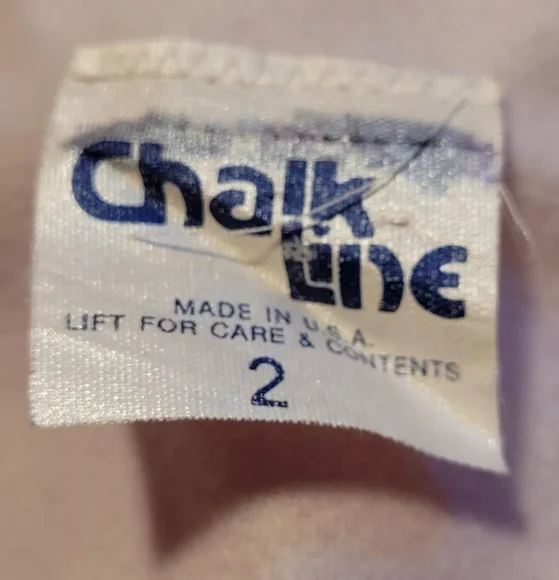 Chalk
Line
MADE IN U.S.A.
LIFT FOR CARE & CONTENTS
2